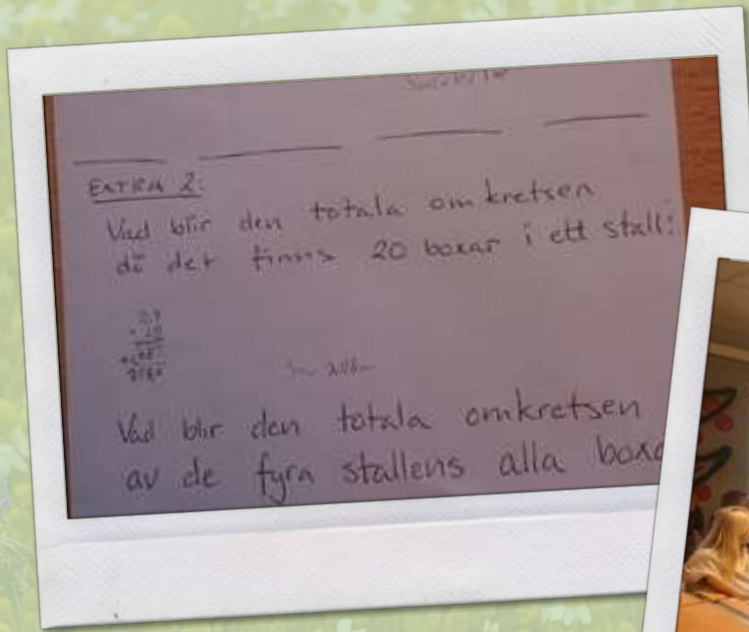 EXTRA 2:
Vad blir den totala omkretsen
då det finns 20 boxar i ett stall:
Vad blir den totala omkretsen
av de fyra stallens alla